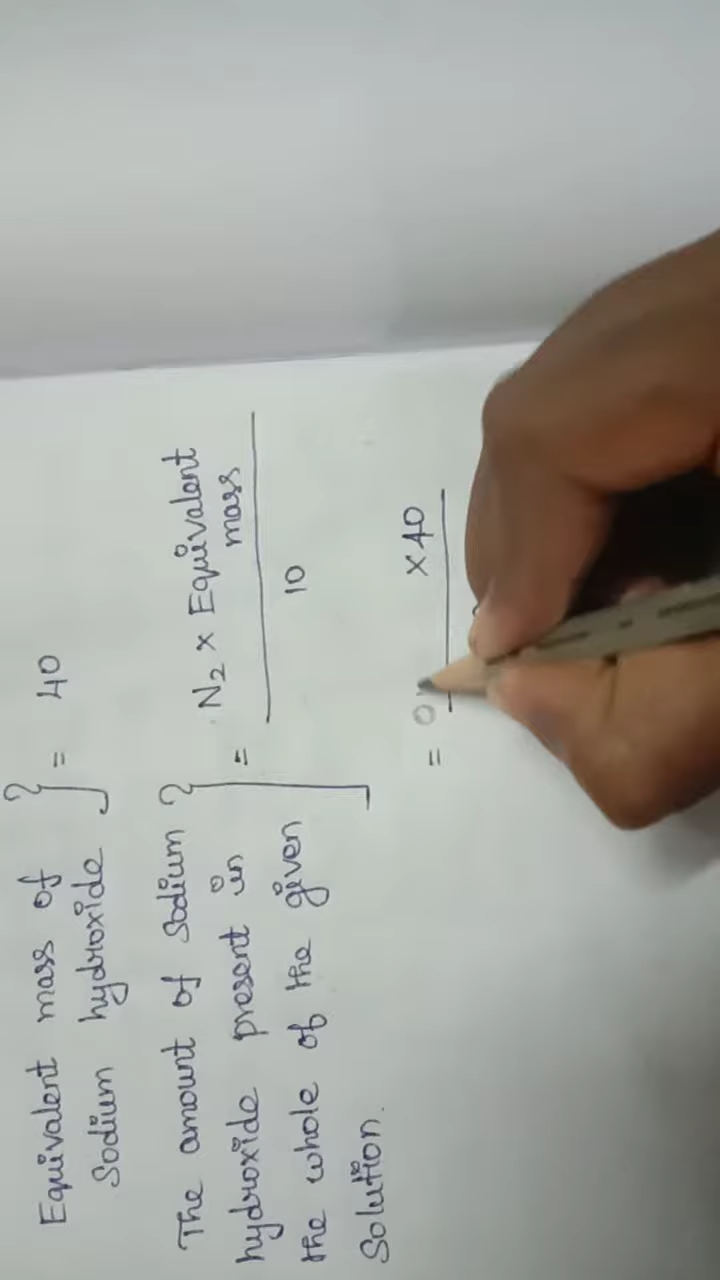 Equivalent mass of
Sodium hydroxide } = 40
The amount of Sodium
hydroxide present in
the whole of the given
Solution. } = N2 × Equivalent
mass
10
= 0 × 40